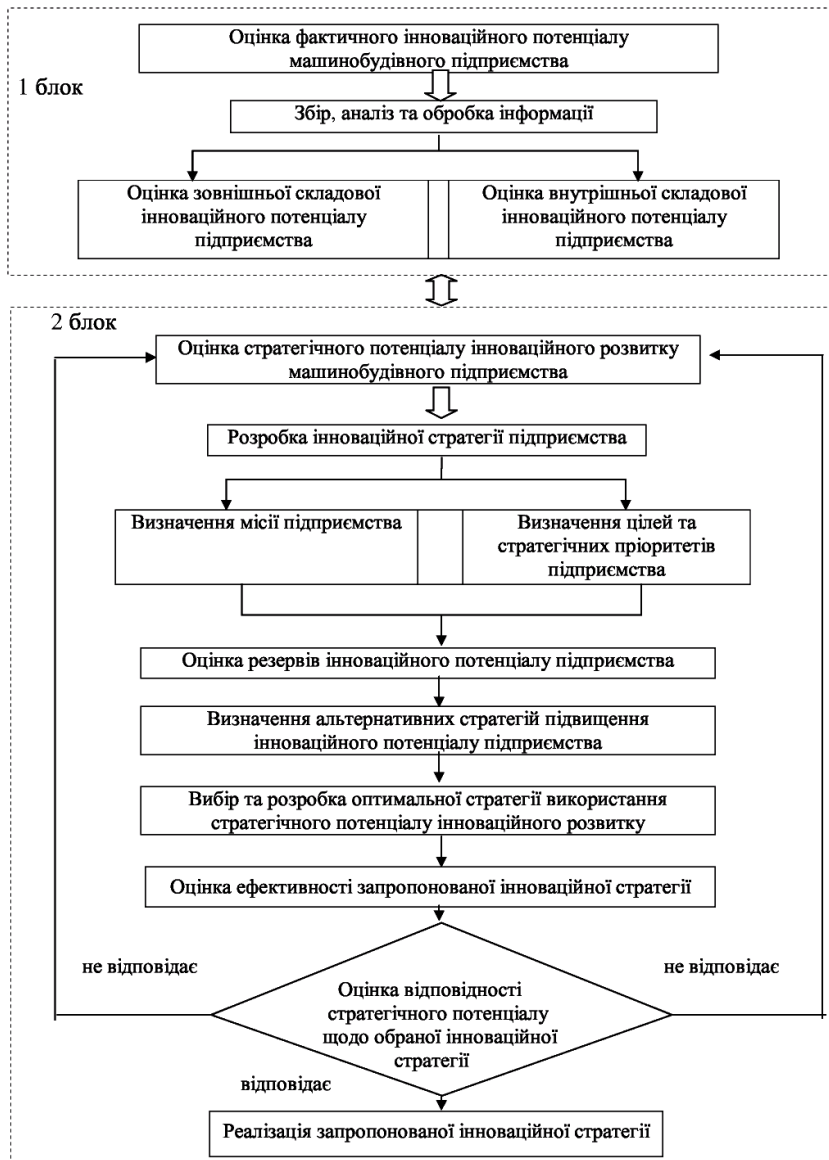 1 блок
Оцінка фактичного інноваційного потенціалу
машинобудівного підприємства
Збір, аналіз та обробка інформації
Оцінка зовнішньої складової
інноваційного потенціалу
підприємства
Оцінка внутрішньої складової
інноваційного потенціалу
підприємства
2 блок
Оцінка стратегічного потенціалу інноваційного розвитку
машинобудівного підприємства
Розробка інноваційної стратегії підприємства
Визначення місії підприємства
Визначення цілей та
стратегічних пріоритетів
підприємства
Оцінка резервів інноваційного потенціалу підприємства
Визначення альтернативних стратегій підвищення
інноваційного потенціалу підприємства
Вибір та розробка оптимальної стратегії використання
стратегічного потенціалу інноваційного розвитку
Оцінка ефективності запропонованої інноваційної стратегії
не відповідає
не відповідає
Оцінка відповідності
стратегічного потенціалу
щодо обраної інноваційної
стратегії
відповідає
Реалізація запропонованої інноваційної стратегії